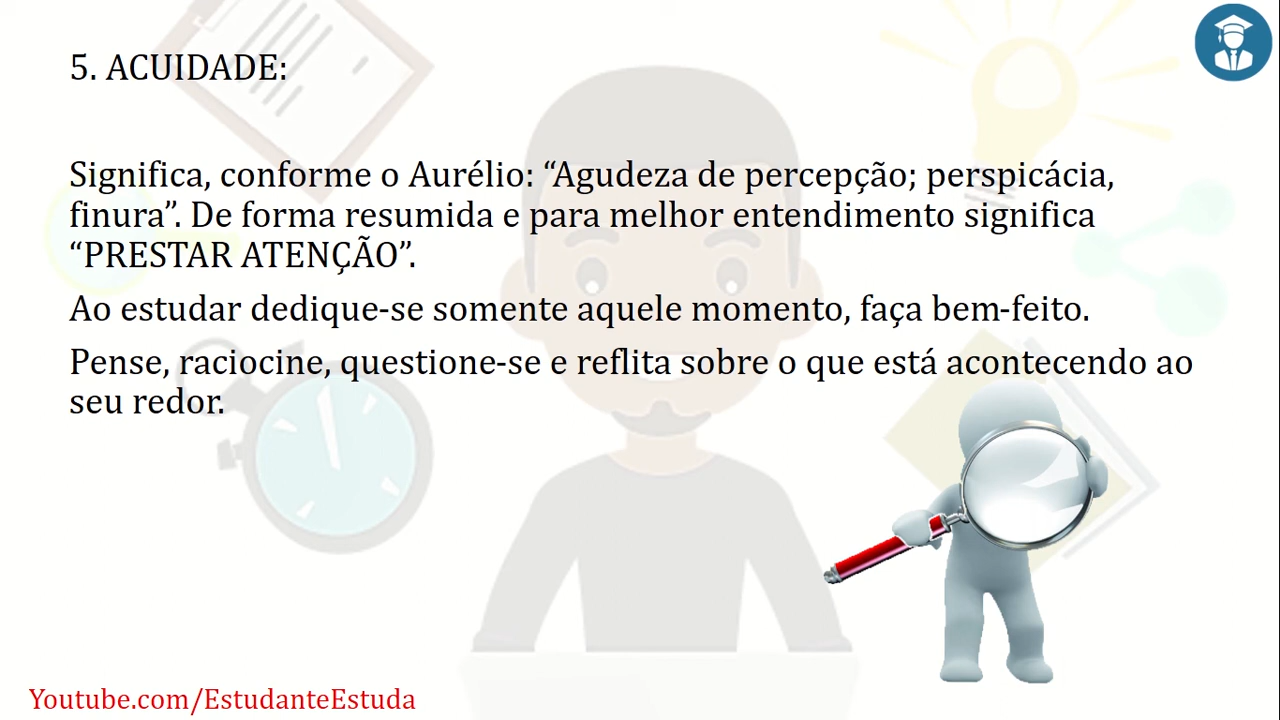 5. ACUIDADE:
Significa, conforme o Aurélio: “Agudeza de percepção; perspicácia,
finura”. De forma resumida e para melhor entendimento significa
“PRESTAR ATENÇÃO”.
Ao estudar dedique-se somente aquele momento, faça bem-feito.
Pense, raciocine, questione-se e reflita sobre o que está acontecendo ao
seu redor.
Youtube.com/EstudanteEstuda